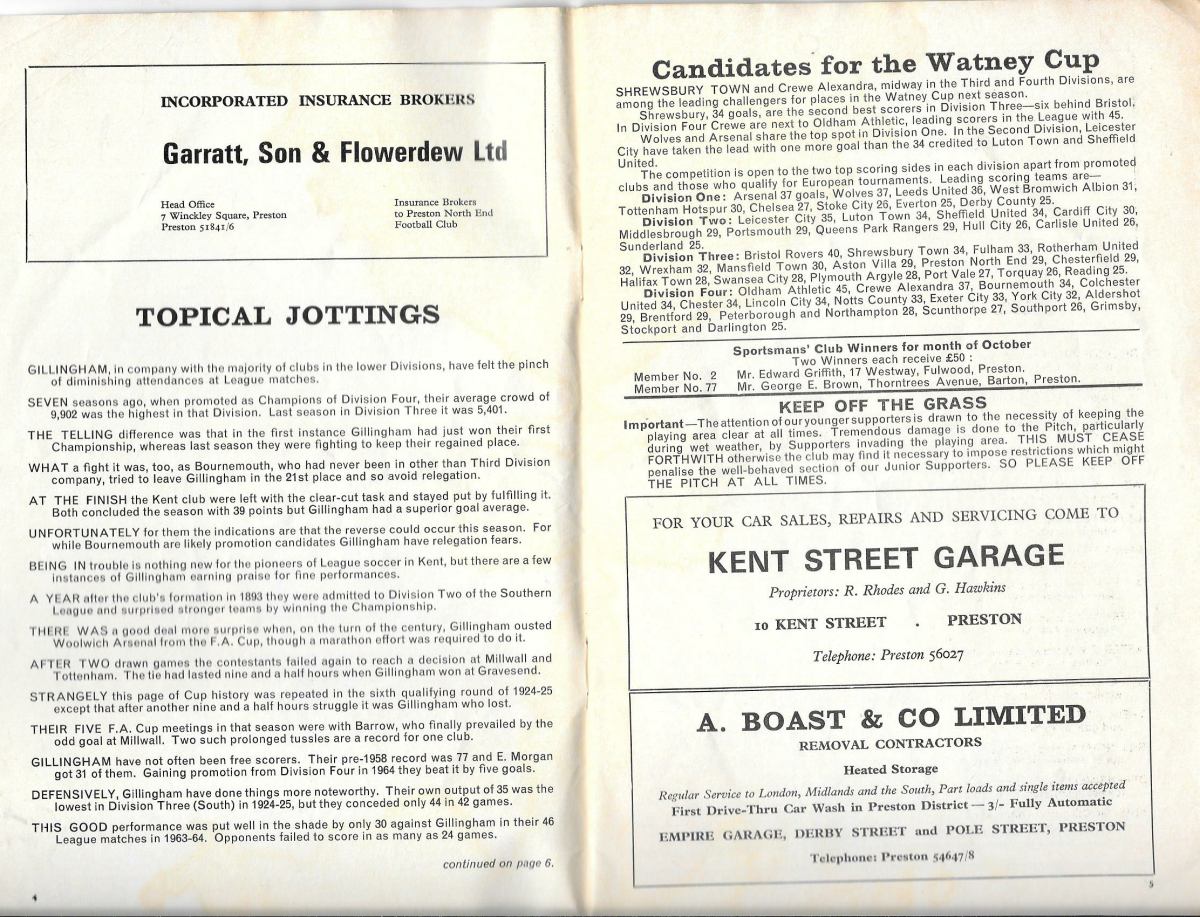 INCORPORATED INSURANCE BROKERS
Garratt, Son & Flowerdew Ltd
Head Office
7 Winckley Square, Preston
Preston 51841/6
Insurance Brokers
to Preston North End
Football Club
TOPICAL JOTTINGS
GILLINGHAM, in company with the majority of clubs in the lower Divisions, have felt the pinch
of diminishing attendances at League matches.
SEVEN seasons ago, when promoted as Champions of Division Four, their average crowd of
9,902 was the highest in that Division. Last season in Division Three it was 5,401.
THE TELLING difference was that in the first instance Gillingham had just won their first
Championship, whereas last season they were fighting to keep their regained place.
WHAT a fight it was, too, as Bournemouth, who had never been in other than Third Division
company, tried to leave Gillingham in the 21st place and so avoid relegation.
AT THE FINISH the Kent club were left with the clear-cut task and stayed put by fulfilling it.
Both concluded the season with 39 points but Gillingham had a superior goal average.
UNFORTUNATELY for them the indications are that the reverse could occur this season. For
while Bournemouth are likely promotion candidates Gillingham have relegation fears.
BEING IN trouble is nothing new for the pioneers of League soccer in Kent, but there are a few
instances of Gillingham earning praise for fine performances.
A YEAR after the club's formation in 1893 they were admitted to Division Two of the Southern
League and surprised stronger teams by winning the Championship.
THERE WAS a good deal more surprise when, on the turn of the century, Gillingham ousted
Woolwich Arsenal from the F.A. Cup, though a marathon effort was required to do it.
AFTER TWO drawn games the contestants failed again to reach a decision at Millwall and
Tottenham. The tie had lasted nine and a half hours when Gillingham won at Gravesend.
STRANGELY this page of Cup history was repeated in the sixth qualifying round of 1924-25
except that after another nine and a half hours struggle it was Gillingham who lost.
THEIR FIVE F.A. Cup meetings in that season were with Barrow, who finally prevailed by the
odd goal at Millwall. Two such prolonged tussles are a record for one club.
GILLINGHAM have not often been free scorers. Their pre-1958 record was 77 and E. Morgan
got 31 of them. Gaining promotion from Division Four in 1964 they beat it by five goals.
DEFENSIVELY, Gillingham have done things more noteworthy. Their own output of 35 was the
lowest in Division Three (South) in 1924-25, but they conceded only 44 in 42 games.
THIS GOOD performance was put well in the shade by only 30 against Gillingham in their 46
League matches in 1963-64. Opponents failed to score in as many as 24 games.
continued on page 6.
4
Candidates for the Watney Cup
SHREWSBURY TOWN and Crewe Alexandra, midway in the Third and Fourth Divisions, are
among the leading challengers for places in the Watney Cup next season.
Shrewsbury, 34 goals, are the second best scorers in Division Three—six behind Bristol.
In Division Four Crewe are next to Oldham Athletic, leading scorers in the League with 45.
Wolves and Arsenal share the top spot in Division One. In the Second Division, Leicester
City have taken the lead with one more goal than the 34 credited to Luton Town and Sheffield
United.
The competition is open to the two top scoring sides in each division apart from promoted
clubs and those who qualify for European tournaments. Leading scoring teams are—
Division One: Arsenal 37 goals, Wolves 37, Leeds United 36, West Bromwich Albion 31,
Tottenham Hotspur 30, Chelsea 27, Stoke City 26, Everton 25, Derby County 25.
Division Two: Leicester City 35, Luton Town 34, Sheffield United 34, Cardiff City 30,
Middlesbrough 29, Portsmouth 29, Queens Park Rangers 29, Hull City 26, Carlisle United 26,
Sunderland 25.
Division Three: Bristol Rovers 40, Shrewsbury Town 34, Fulham 33, Rotherham United
32, Wrexham 32, Mansfield Town 30, Aston Villa 29, Preston North End 29, Chesterfield 29,
Halifax Town 28, Swansea City 28, Plymouth Argyle 28, Port Vale 27, Torquay 26, Reading 25.
Division Four: Oldham Athletic 45, Crewe Alexandra 37, Bournemouth 34, Colchester
United 34, Chester 34, Lincoln City 34, Notts County 33, Exeter City 33, York City 32, Aldershot
29, Brentford 29, Peterborough and Northampton 28, Scunthorpe 27, Southport 26, Grimsby,
Stockport and Darlington 25.
Sportsmans' Club Winners for month of October
Two Winners each receive £50 :
Member No. 2 Mr. Edward Griffith, 17 Westway, Fulwood, Preston.
Member No. 77 Mr. George E. Brown, Thorntrees Avenue, Barton, Preston.
KEEP OFF THE GRASS
Important—The attention of our younger supporters is drawn to the necessity of keeping the
playing area clear at all times. Tremendous damage is done to the Pitch, particularly
during wet weather, by Supporters invading the playing area. THIS MUST CEASE
FORTHWITH otherwise the club may find it necessary to impose restrictions which might
penalise the well-behaved section of our Junior Supporters. SO PLEASE KEEP OFF
THE PITCH AT ALL TIMES.
FOR YOUR CAR SALES, REPAIRS AND SERVICING COME TO
KENT STREET GARAGE
Proprietors: R. Rhodes and G. Hawkins
10 KENT STREET . PRESTON
Telephone: Preston 56027
A. BOAST & CO LIMITED
REMOVAL CONTRACTORS
Heated Storage
Regular Service to London, Midlands and the South, Part loads and single items accepted
First Drive-Thru Car Wash in Preston District — 3/- Fully Automatic
EMPIRE GARAGE, DERBY STREET and POLE STREET, PRESTON
Telephone: Preston 54647/8
5